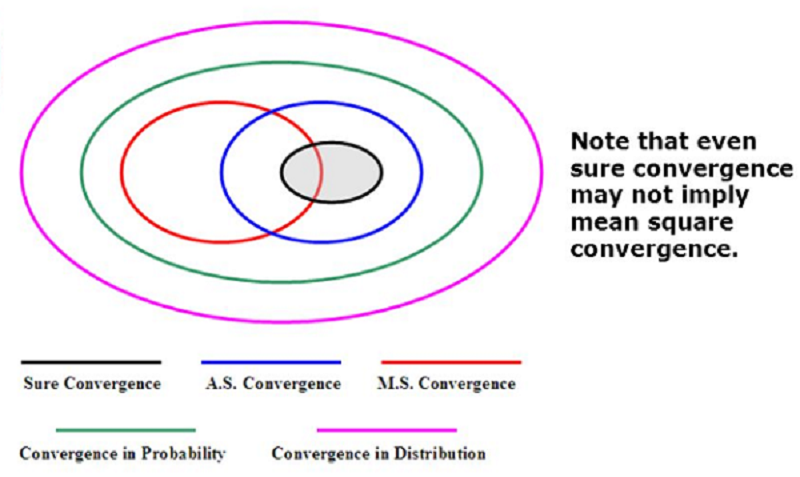 Note that even
sure convergence
may not imply
mean square
convergence.
Sure Convergence
A.S. Convergence
M.S. Convergence
Convergence in Probability
Convergence in Distribution